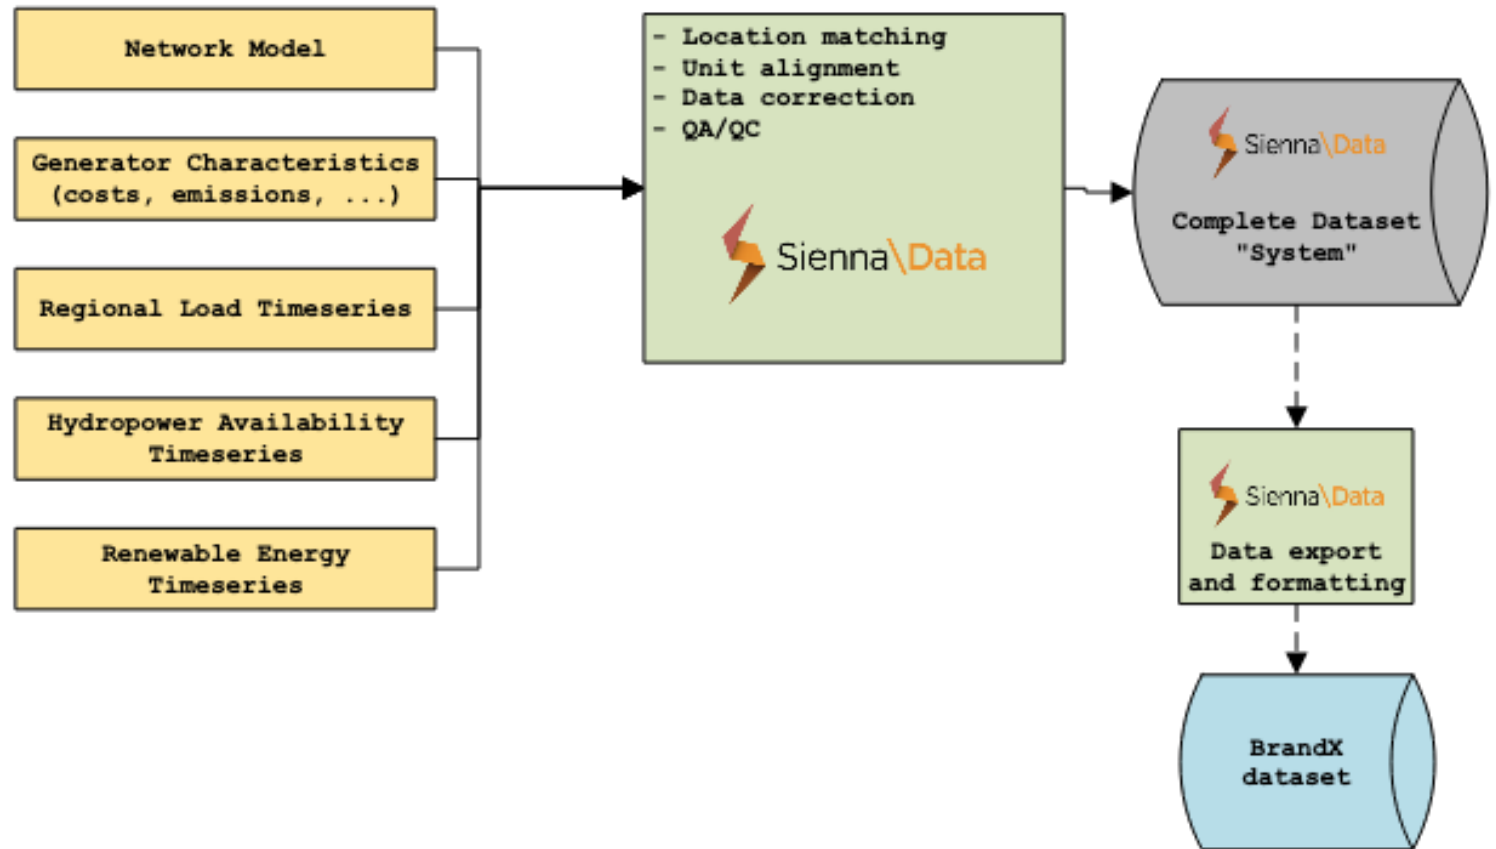 Network Model
Generator Characteristics
(costs, emissions, ...)
Regional Load Timeseries
Hydropower Availability
Timeseries
Renewable Energy
Timeseries
- Location matching
- Unit alignment
- Data correction
- QA/QC
Sienna\Data
Sienna\Data
Complete Dataset
"System"
Sienna\Data
Data export
and formatting
BrandX
dataset